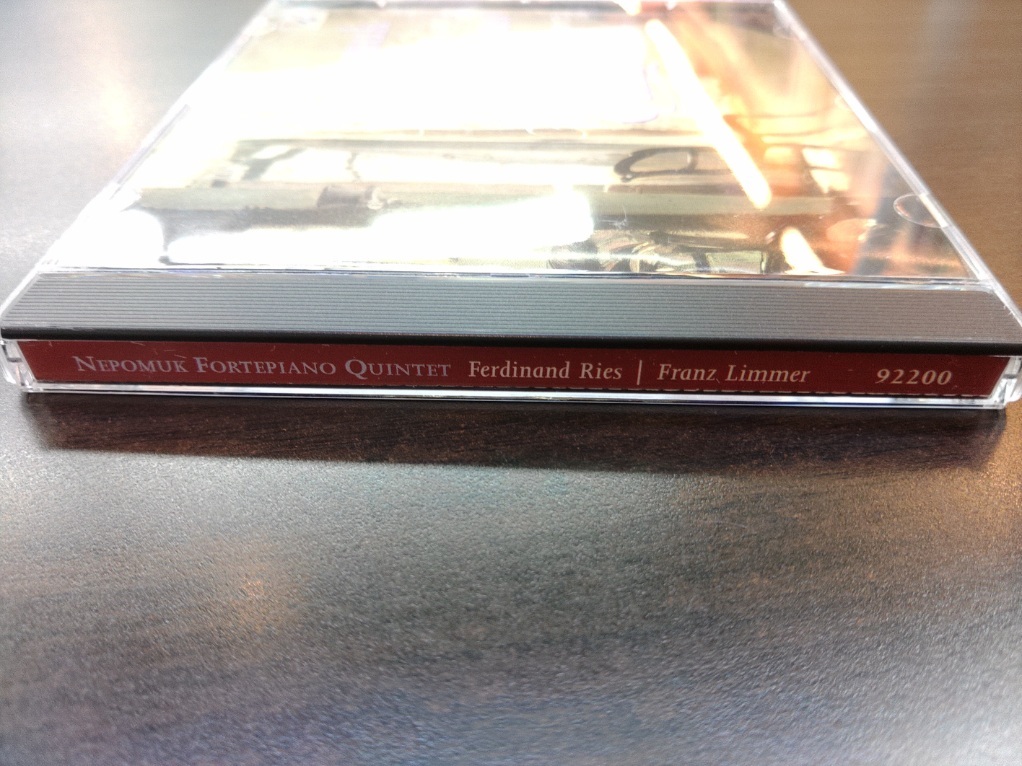 NEPOMUK FORTEPIANO QUINTET Ferdinand Ries | Franz Limmer 92200